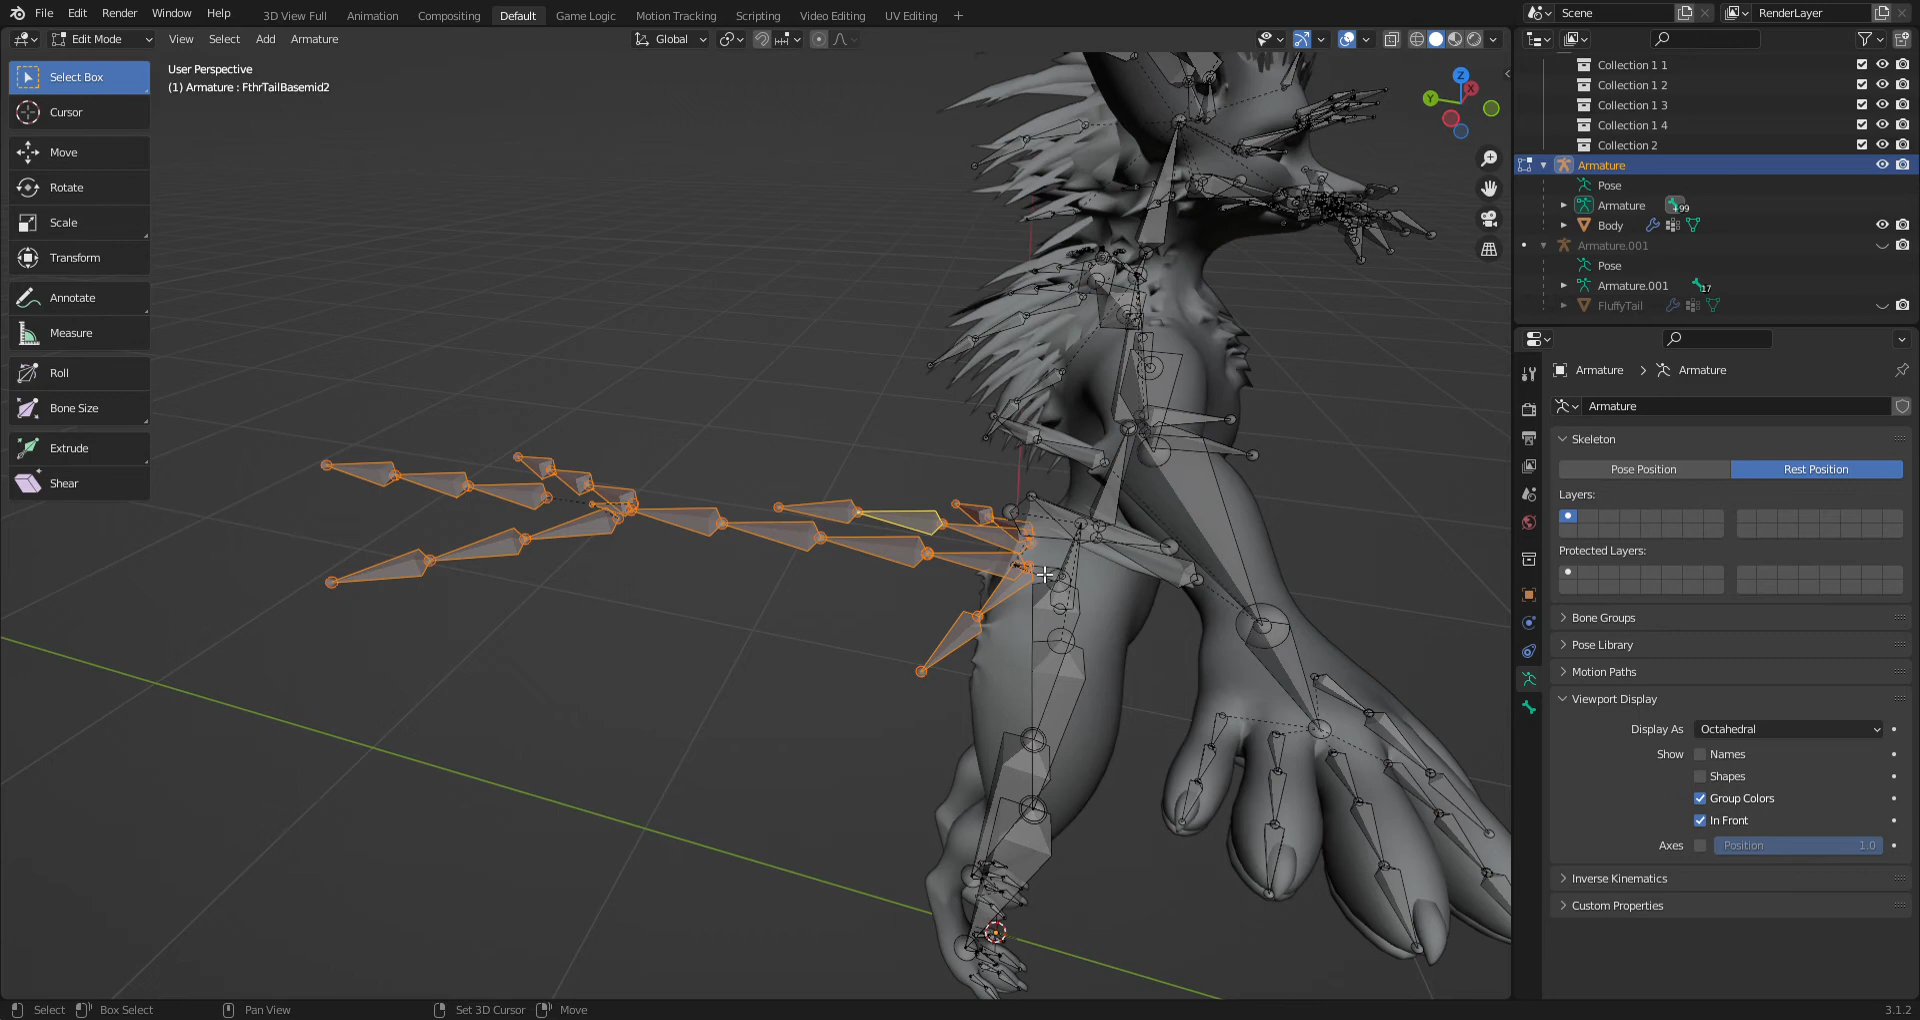 File Edit Render Window Help
3D View Full Animation Compositing Default Game Logic Motion Tracking Scripting Video Editing UV Editing +
Scene
RenderLayer
Edit Mode View Select Add Armature
Global
Select Box
Cursor
Move
Rotate
Scale
Transform
Annotate
Measure
Roll
Bone Size
Extrude
Shear
User Perspective
(1) Armature : FthrTailBasemid2
Z
X
Y
Collection 1 1
Collection 1 2
Collection 1 3
Collection 1 4
Collection 2
Armature
Pose
Armature +99
Body
Armature.001
Pose
Armature.001 17
FluffyTail
Armature > Armature
Armature
Skeleton
Pose Position Rest Position
Layers:
Protected Layers:
Bone Groups
Pose Library
Motion Paths
Viewport Display
Display As Octahedral
Show Names
Shapes
Group Colors
In Front
Axes Position 1.0
Inverse Kinematics
Custom Properties
Select Box Select Pan View Set 3D Cursor Move 3.1.2